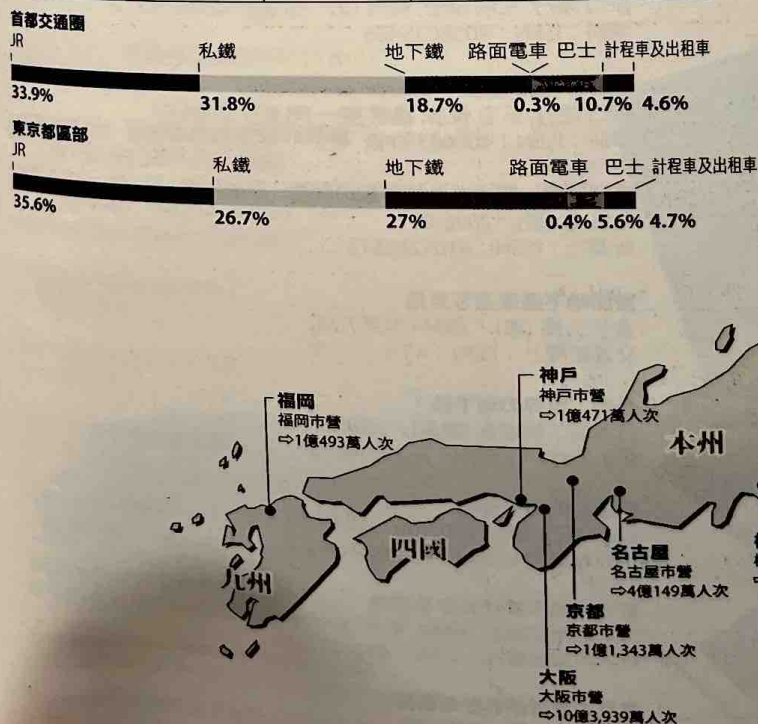 首都交通圈
JR 私鐵 地下鐵 路面電車 巴士 計程車及出租車
33.9% 31.8% 18.7% 0.3% 10.7% 4.6%
東京都區部
JR 私鐵 地下鐵 路面電車 巴士 計程車及出租車
35.6% 26.7% 27% 0.4% 5.6% 4.7%
神戶
神戶市營
⇨1億471萬人次
福岡
福岡市營
⇨1億493萬人次
本州
四國
九州
名古屋
名古屋市營
⇨4億149萬人次
京都
京都市營
⇨1億1,343萬人次
大阪
大阪市營
⇨10億3,939萬人次